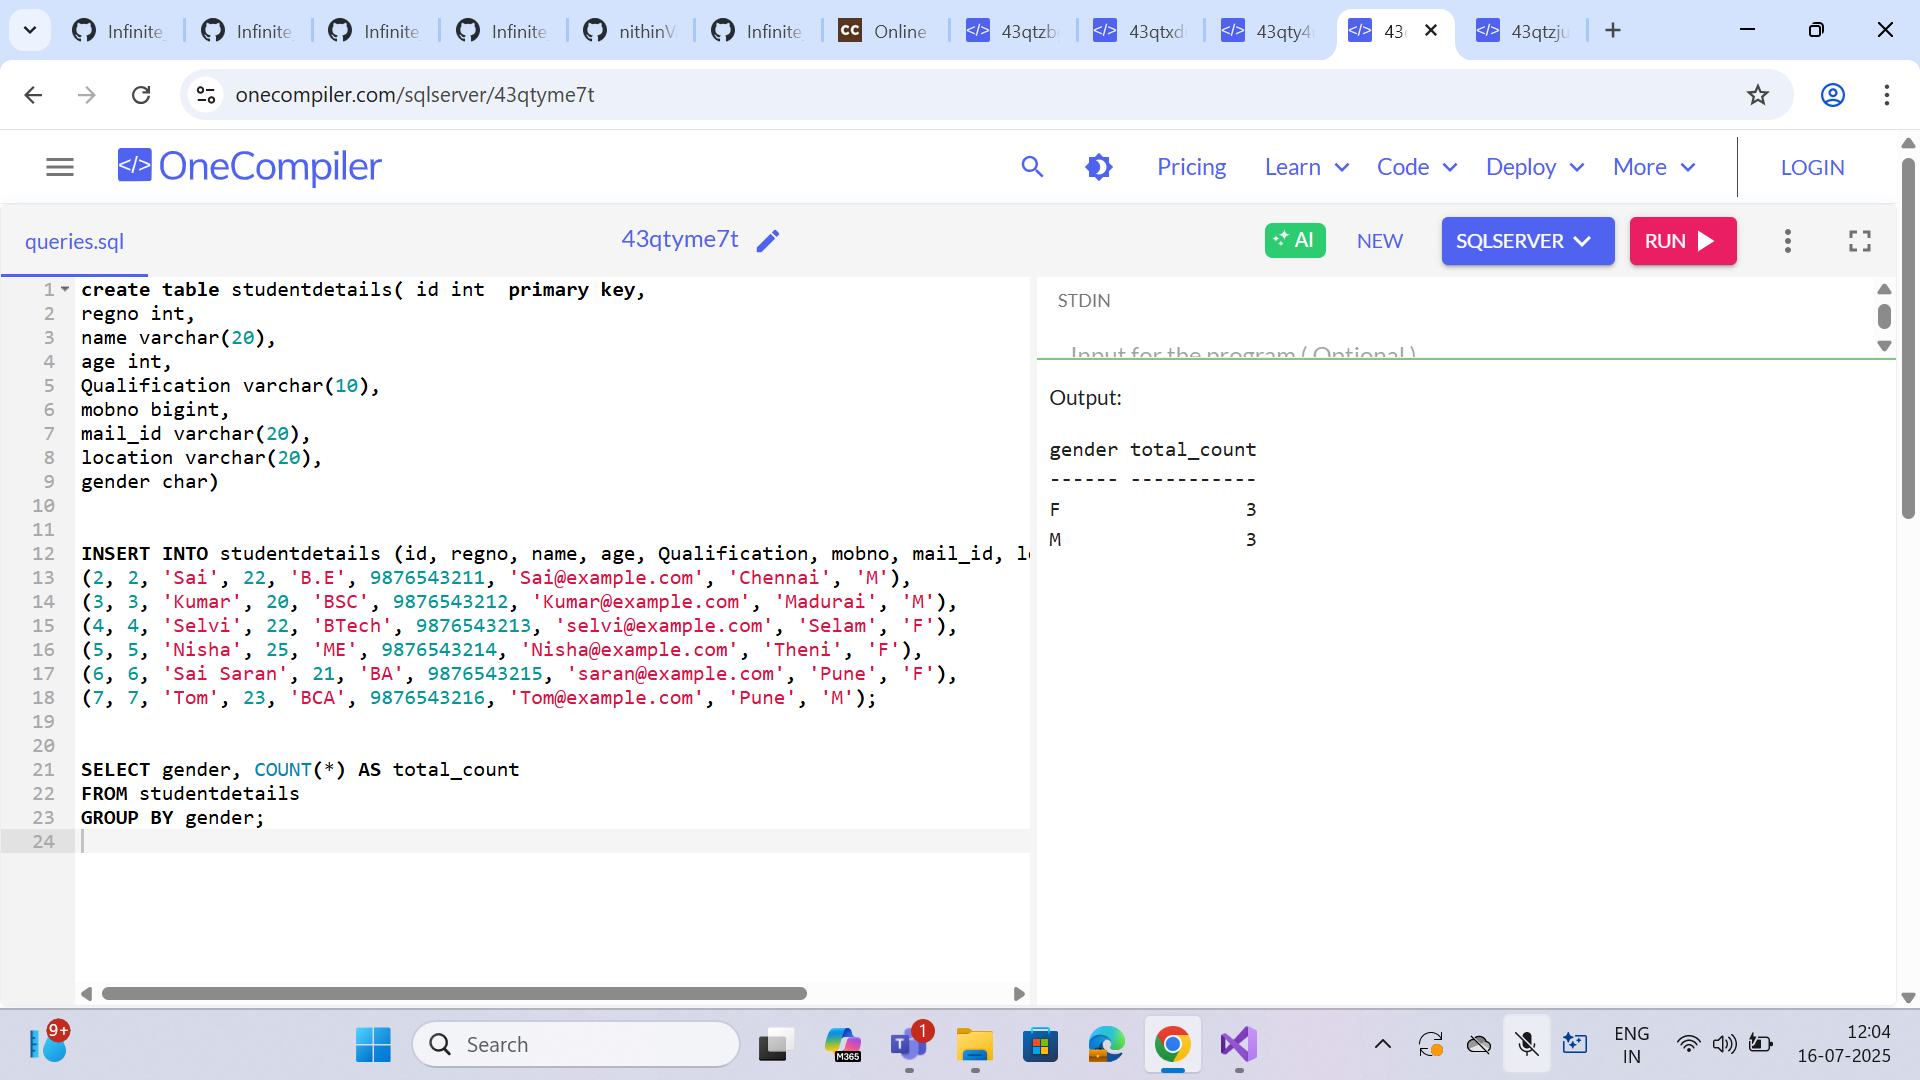 Infinite
Infinite
Infinite
Infinite
nithinV
Infinite
CC Online
43qtzb
43qtxd
43qty4
43
43qtzju
onecompiler.com/sqlserver/43qtyme7t
</> OneCompiler
Pricing
Learn
Code
Deploy
More
LOGIN
queries.sql
43qtyme7t
AI
NEW
SQLSERVER
RUN
1 create table studentdetails( id int  primary key,
2 regno int,
3 name varchar(20),
4 age int,
5 Qualification varchar(10),
6 mobno bigint,
7 mail_id varchar(20),
8 location varchar(20),
9 gender char)
10
11
12 INSERT INTO studentdetails (id, regno, name, age, Qualification, mobno, mail_id, l
13 (2, 2, 'Sai', 22, 'B.E', 9876543211, 'Sai@example.com', 'Chennai', 'M'),
14 (3, 3, 'Kumar', 20, 'BSC', 9876543212, 'Kumar@example.com', 'Madurai', 'M'),
15 (4, 4, 'Selvi', 22, 'BTech', 9876543213, 'selvi@example.com', 'Selam', 'F'),
16 (5, 5, 'Nisha', 25, 'ME', 9876543214, 'Nisha@example.com', 'Theni', 'F'),
17 (6, 6, 'Sai Saran', 21, 'BA', 9876543215, 'saran@example.com', 'Pune', 'F'),
18 (7, 7, 'Tom', 23, 'BCA', 9876543216, 'Tom@example.com', 'Pune', 'M');
19
20
21 SELECT gender, COUNT(*) AS total_count
22 FROM studentdetails
23 GROUP BY gender;
24
STDIN
Input for the program ( Optional )
Output:
gender total_count
------ -----------
F 3
M 3
9+
Search
M365
1
ENG
IN
12:04
16-07-2025